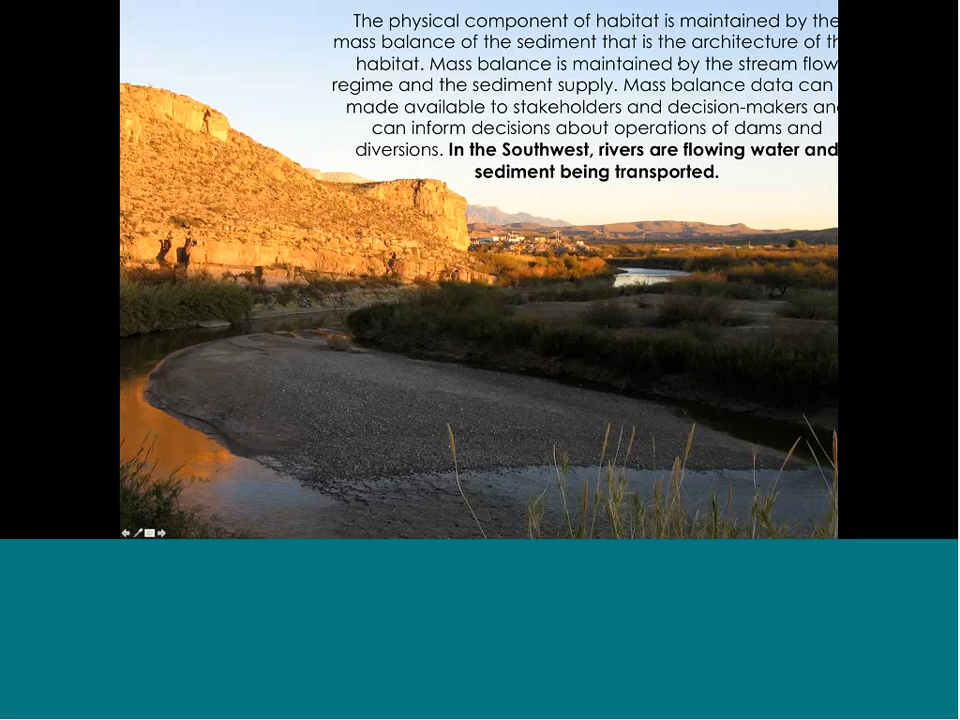 The physical component of habitat is maintained by the
mass balance of the sediment that is the architecture of th
habitat. Mass balance is maintained by the stream flow
regime and the sediment supply. Mass balance data can
made available to stakeholders and decision-makers and
can inform decisions about operations of dams and
diversions. In the Southwest, rivers are flowing water and
sediment being transported.